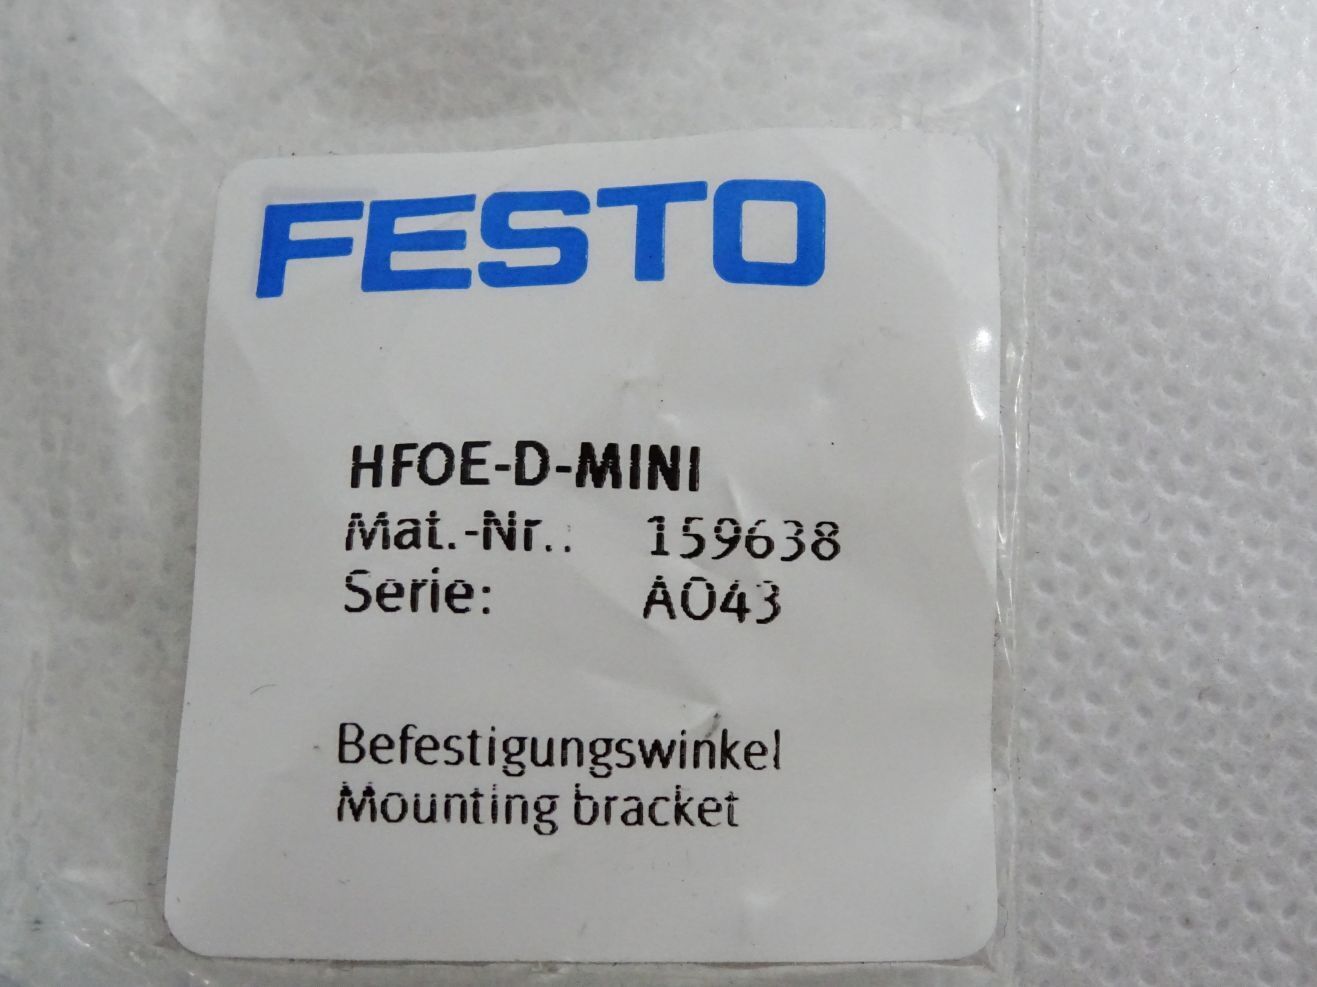 FESTO
HFOE-D-MINI
Mat.-Nr.: 159638
Serie: A043
Befestigungswinkel
Mounting bracket